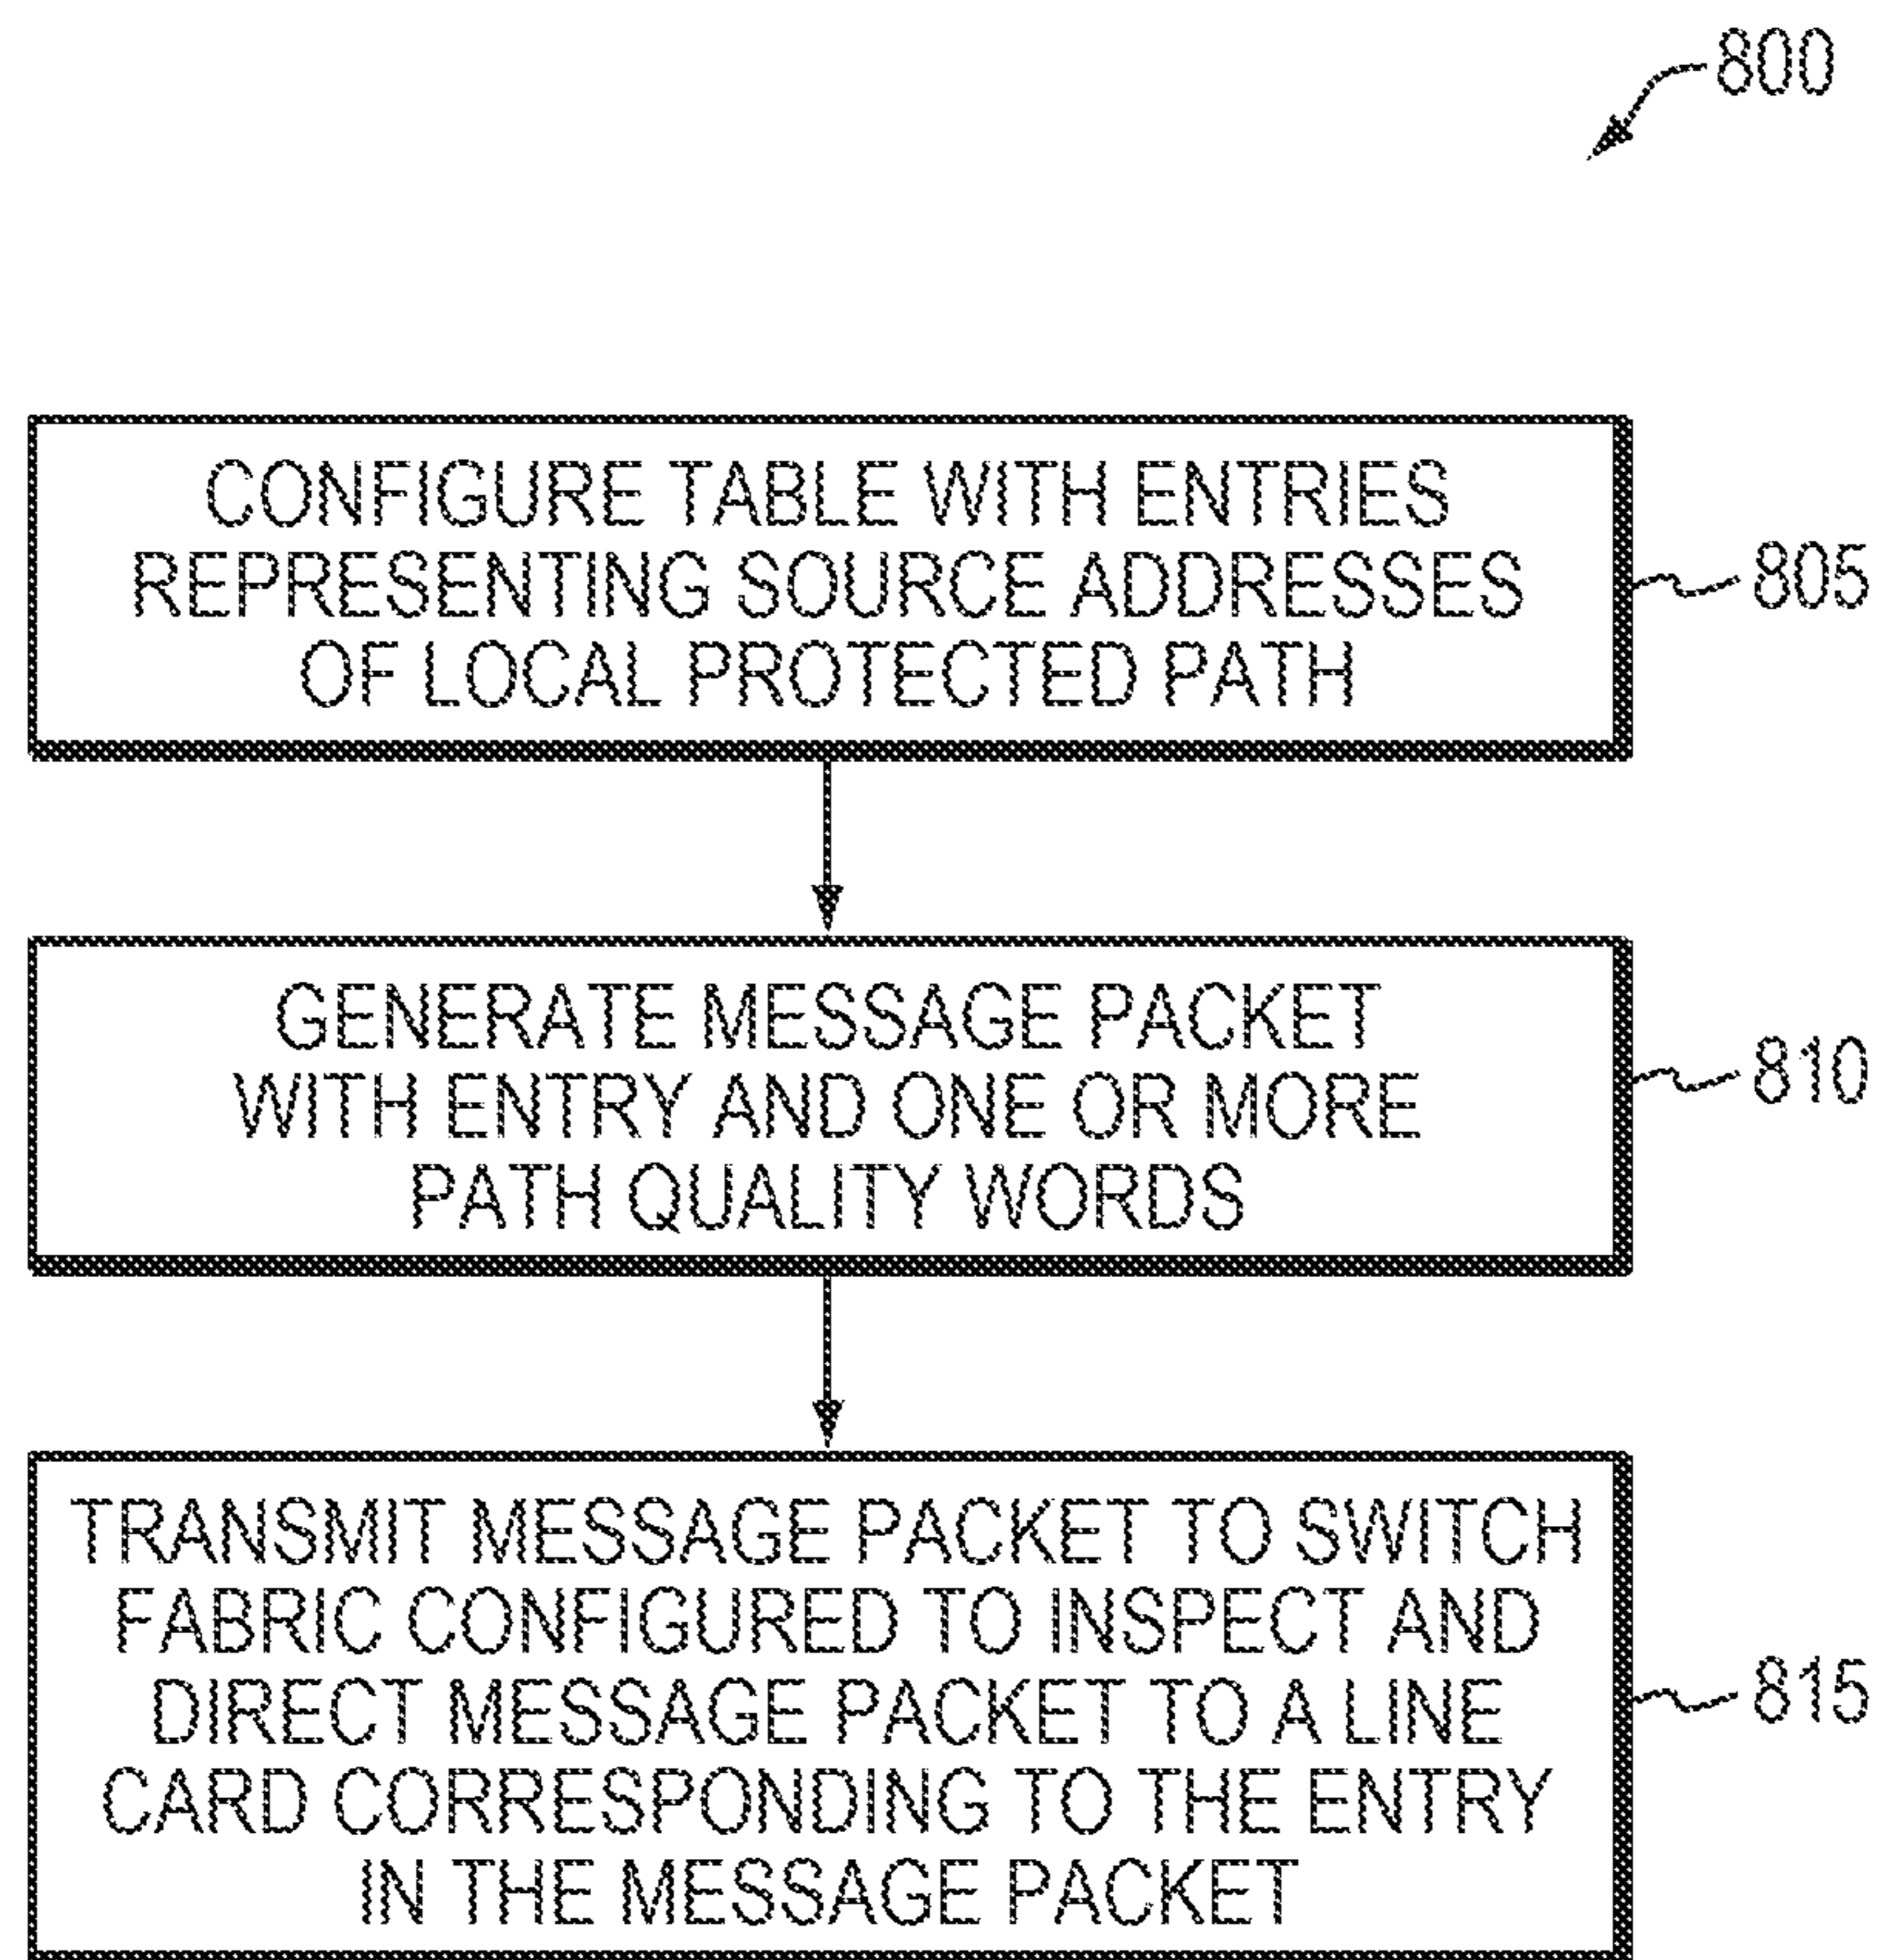 800
CONFIGURE TABLE WITH ENTRIES
REPRESENTING SOURCE ADDRESSES
OF LOCAL PROTECTED PATH
805
GENERATE MESSAGE PACKET
WITH ENTRY AND ONE OR MORE
PATH QUALITY WORDS
810
TRANSMIT MESSAGE PACKET TO SWITCH
FABRIC CONFIGURED TO INSPECT AND
DIRECT MESSAGE PACKET TO A LINE
CARD CORRESPONDING TO THE ENTRY
IN THE MESSAGE PACKET
815